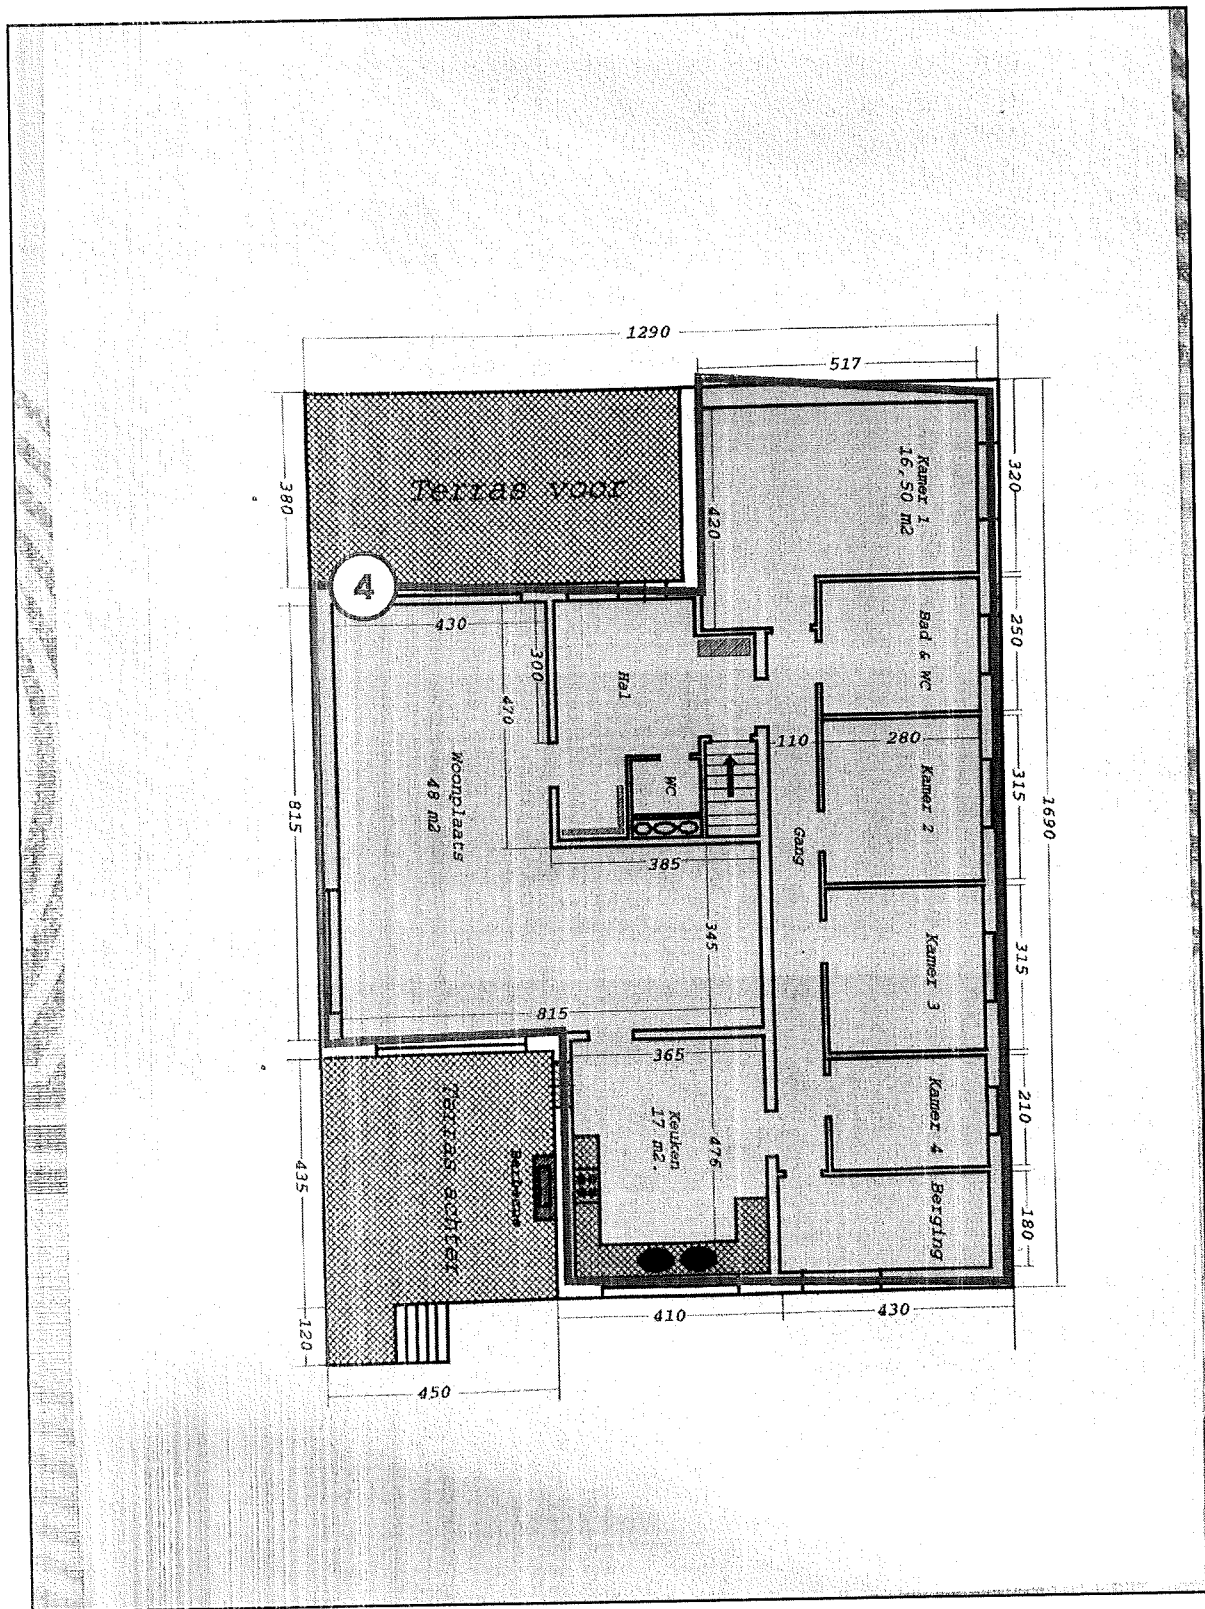 1290
517
Terras voor
380
4
430
300
470
420
Kamer 1
16,50 m2
320
Bad & WC
250
Hal
WC
110
280
Kamer 2
315
1690
Gang
Woonplaats
48 m2
815
385
345
Kamer 3
315
815
365
Keuken
17 m2.
476
Kamer 4
210
Berging
180
Terras achter
Barbecue
435
120
410
430
450